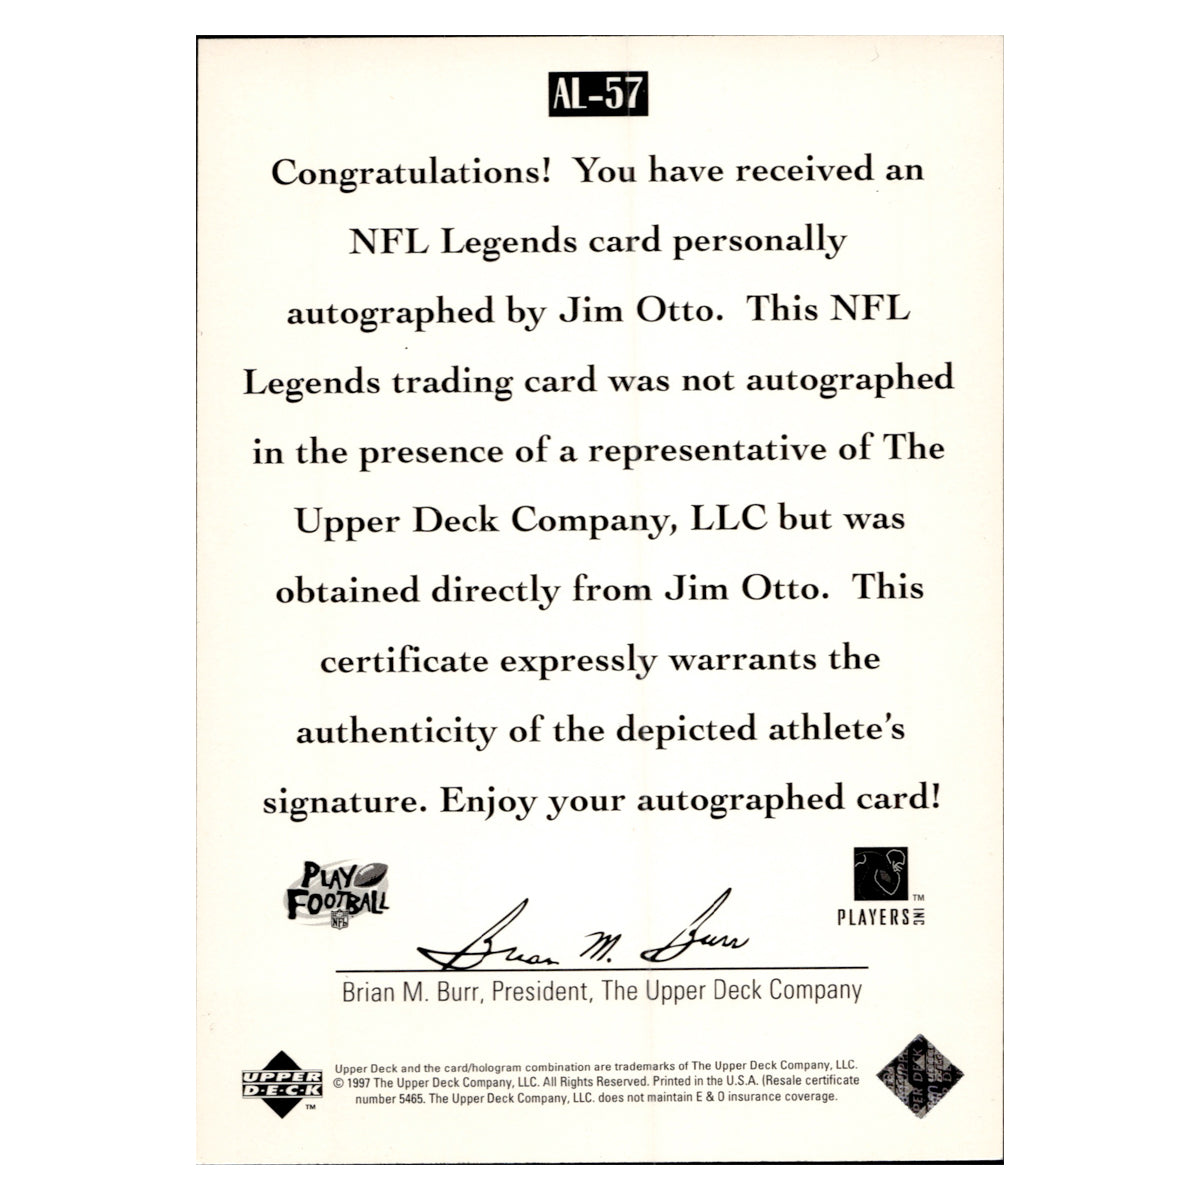 AL-57
Congratulations!  You have received an
NFL Legends card personally
autographed by Jim Otto.  This NFL
Legends trading card was not autographed
in the presence of a representative of The
Upper Deck Company, LLC but was
obtained directly from Jim Otto.  This
certificate expressly warrants the
authenticity of the depicted athlete's
signature. Enjoy your autographed card!
PLAY
FOOTBALL
NFL
TM
PLAYERS INC
Brian M. Burr
Brian M. Burr, President, The Upper Deck Company
UPPER
D·E·C·K
TM
Upper Deck and the card/hologram combination are trademarks of The Upper Deck Company, LLC.
© 1997 The Upper Deck Company, LLC. All Rights Reserved. Printed in the U.S.A. (Resale certificate
number 5465. The Upper Deck Company, LLC. does not maintain E & O insurance coverage.